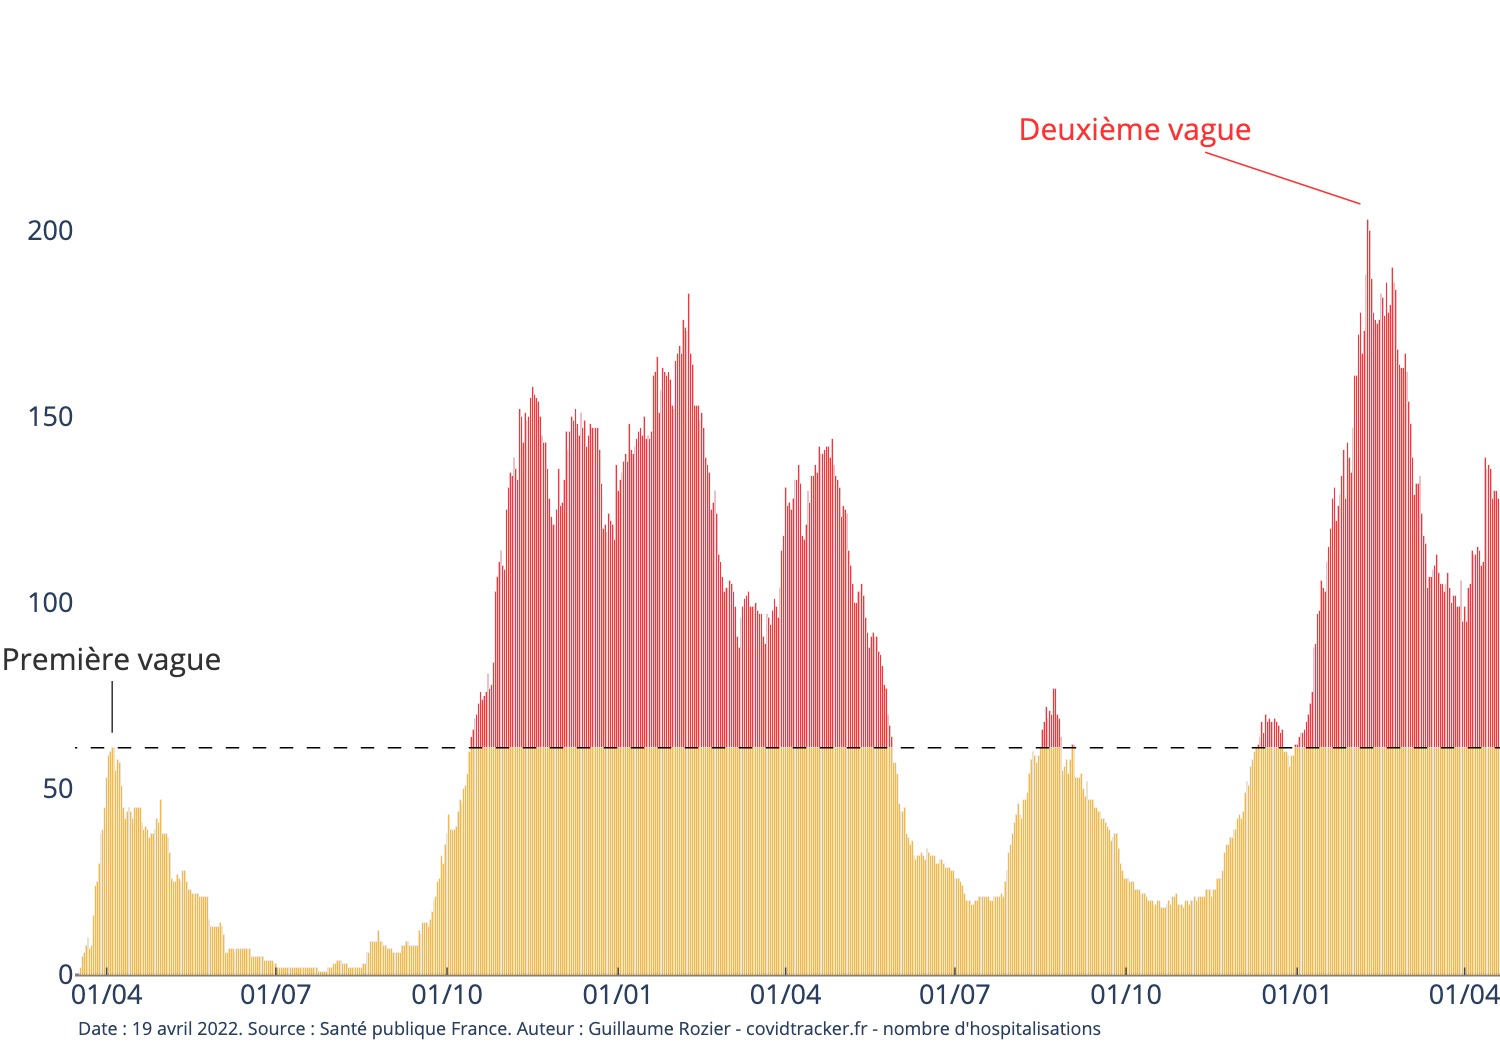 Deuxième vague
200
150
100
Première vague
50
0
01/04 01/07 01/10 01/01 01/04 01/07 01/10 01/01 01/04
Date : 19 avril 2022. Source : Santé publique France. Auteur : Guillaume Rozier - covidtracker.fr - nombre d'hospitalisations